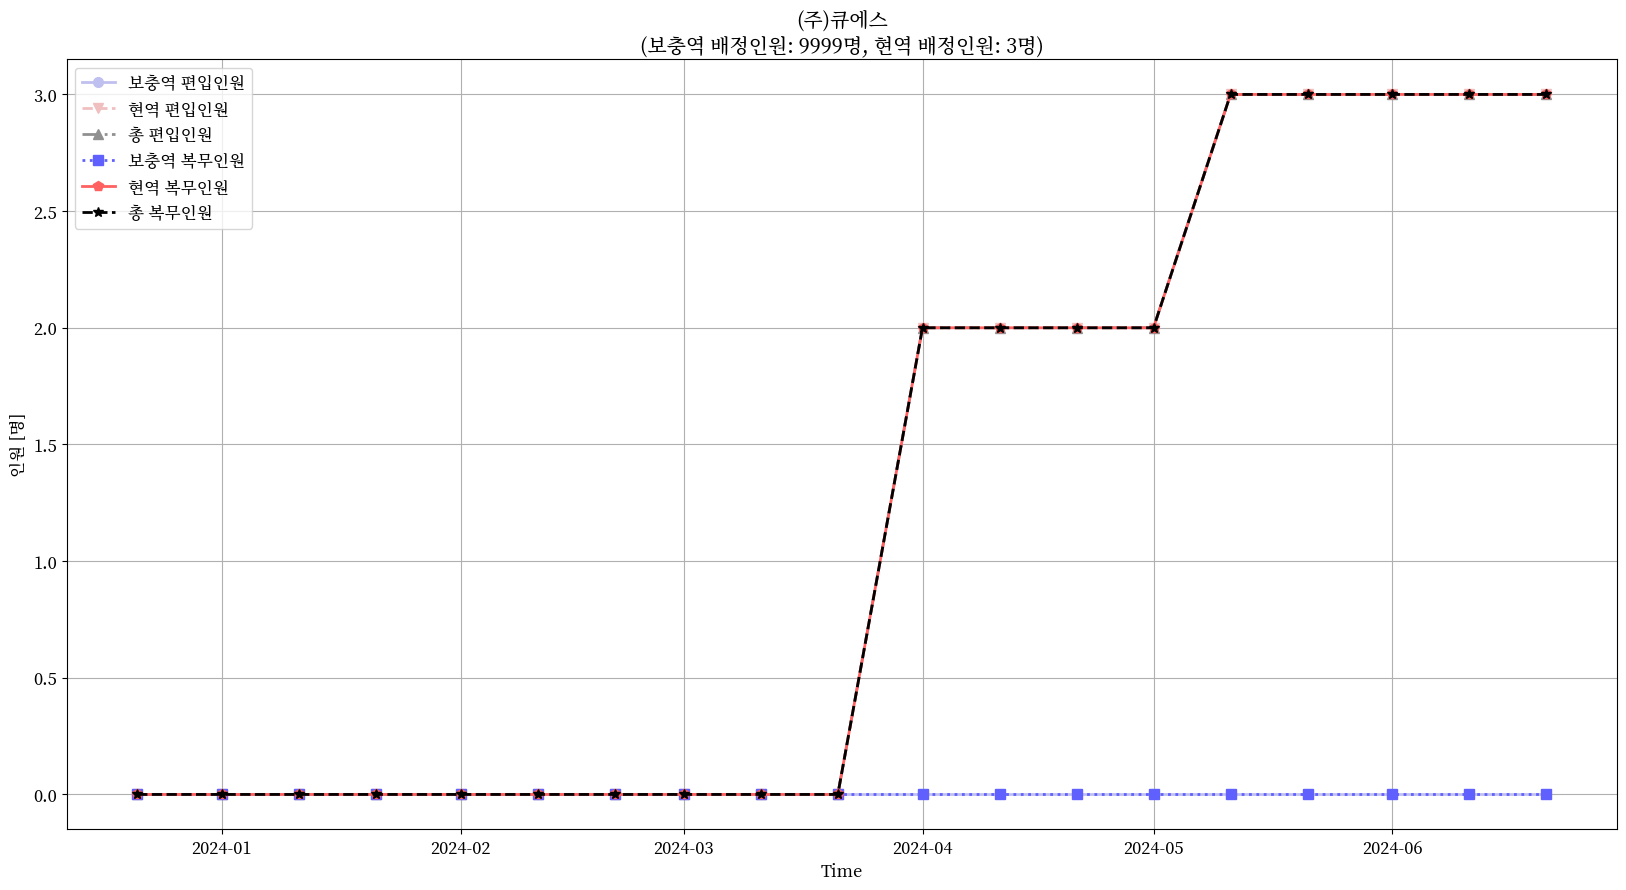 (주)큐에스
(보충역 배정인원: 9999명, 현역 배정인원: 3명)
보충역 편입인원
현역 편입인원
총 편입인원
보충역 복무인원
현역 복무인원
총 복무인원
인원 [명]
3.0
2.5
2.0
1.5
1.0
0.5
0.0
2024-01 2024-02 2024-03 2024-04 2024-05 2024-06
Time